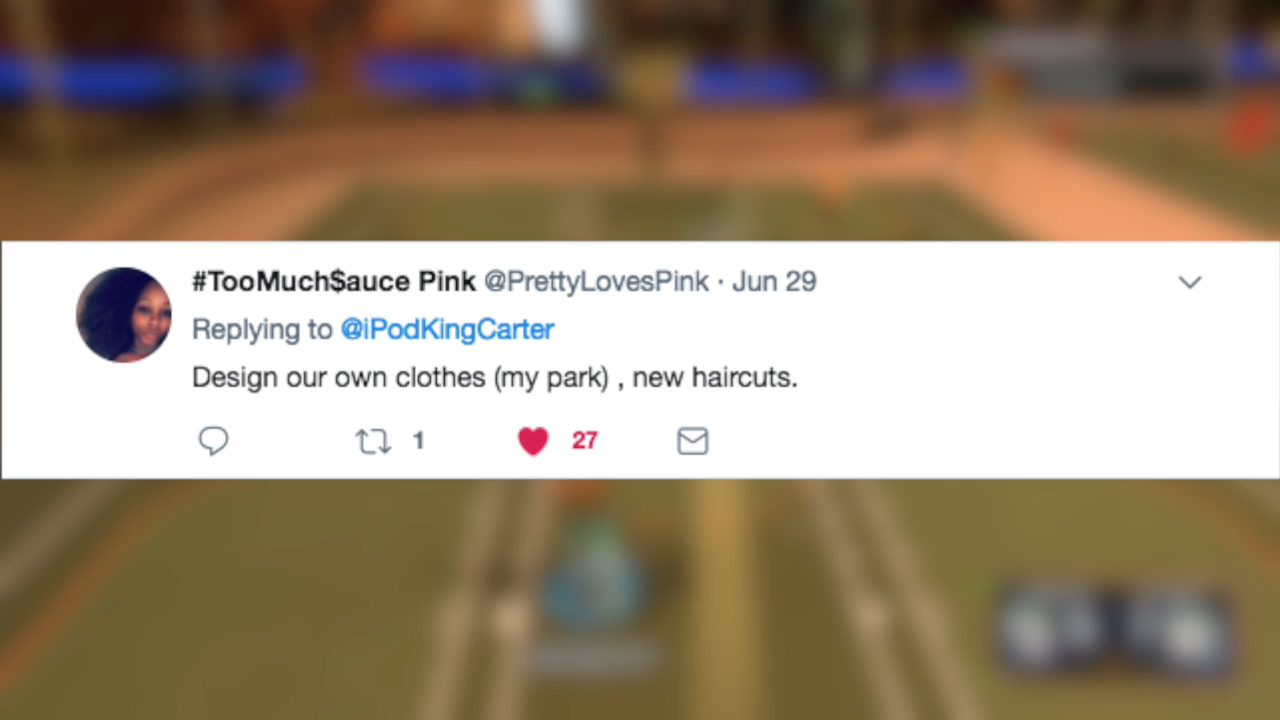 #TooMuch$auce Pink @PrettyLovesPink · Jun 29
Replying to @iPodKingCarter
Design our own clothes (my park) , new haircuts.
1 27